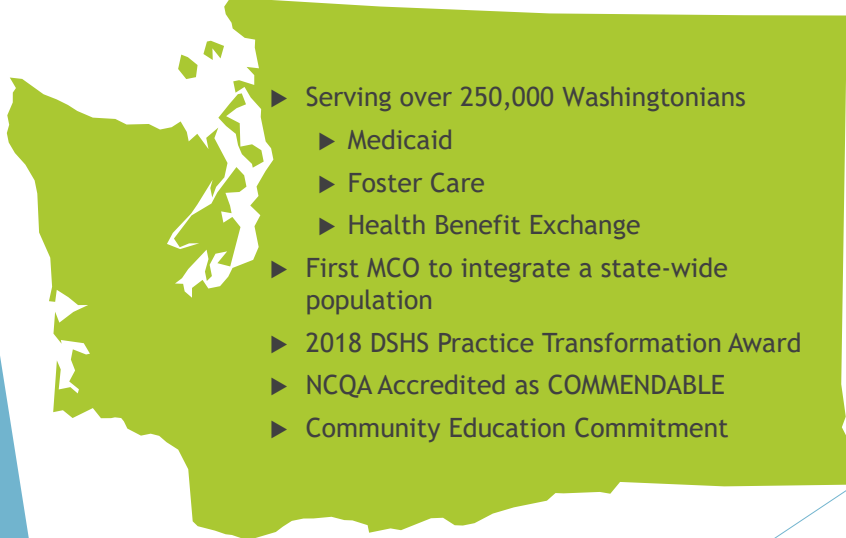 ▶ Serving over 250,000 Washingtonians
▶ Medicaid
▶ Foster Care
▶ Health Benefit Exchange
▶ First MCO to integrate a state-wide
population
▶ 2018 DSHS Practice Transformation Award
▶ NCQA Accredited as COMMENDABLE
▶ Community Education Commitment